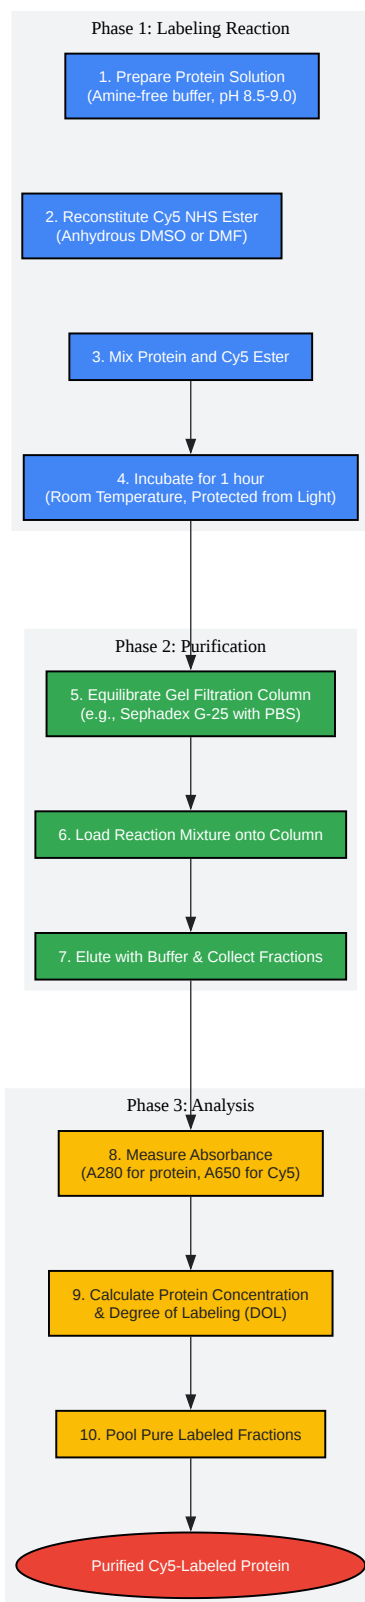 Phase 1: Labeling Reaction
1. Prepare Protein Solution
(Amine-free buffer, pH 8.5-9.0)
2. Reconstitute Cy5 NHS Ester
(Anhydrous DMSO or DMF)
3. Mix Protein and Cy5 Ester
4. Incubate for 1 hour
(Room Temperature, Protected from Light)
Phase 2: Purification
5. Equilibrate Gel Filtration Column
(e.g., Sephadex G-25 with PBS)
6. Load Reaction Mixture onto Column
7. Elute with Buffer & Collect Fractions
Phase 3: Analysis
8. Measure Absorbance
(A280 for protein, A650 for Cy5)
9. Calculate Protein Concentration
& Degree of Labeling (DOL)
10. Pool Pure Labeled Fractions
Purified Cy5-Labeled Protein